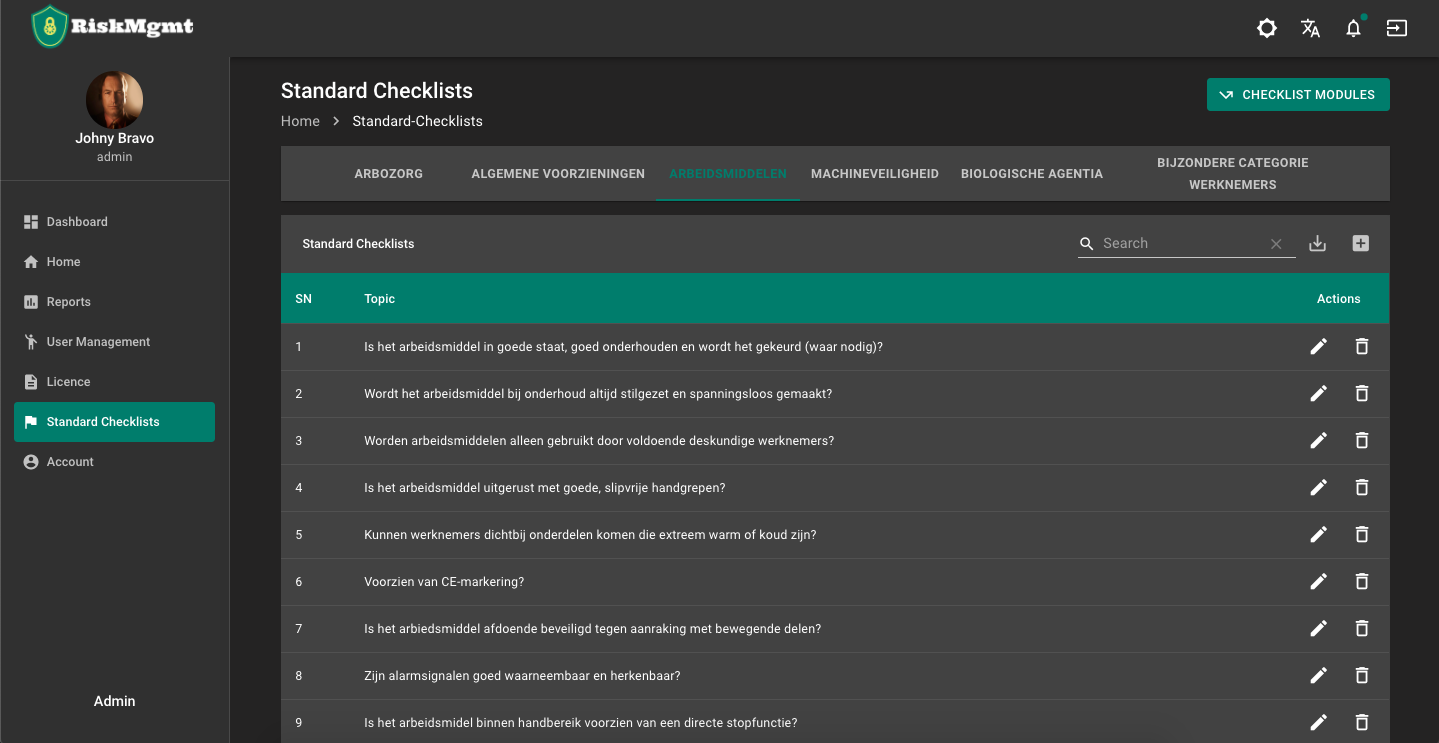 RiskMgmt
Johny Bravo
admin
Dashboard
Home
Reports
User Management
Licence
Standard Checklists
Account
Admin
Standard Checklists
Home > Standard-Checklists
CHECKLIST MODULES
ARBOZORG
ALGEMENE VOORZIENINGEN
ARBEIDSMIDDELEN
MACHINEVEILIGHEID
BIOLOGISCHE AGENTIA
BIJZONDERE CATEGORIE
WERKNEMERS
Standard Checklists
Search
SN Topic Actions
1 Is het arbeidsmiddel in goede staat, goed onderhouden en wordt het gekeurd (waar nodig)?
2 Wordt het arbeidsmiddel bij onderhoud altijd stilgezet en spanningsloos gemaakt?
3 Worden arbeidsmiddelen alleen gebruikt door voldoende deskundige werknemers?
4 Is het arbeidsmiddel uitgerust met goede, slipvrije handgrepen?
5 Kunnen werknemers dichtbij onderdelen komen die extreem warm of koud zijn?
6 Voorzien van CE-markering?
7 Is het arbiedsmiddel afdoende beveiligd tegen aanraking met bewegende delen?
8 Zijn alarmsignalen goed waarneembaar en herkenbaar?
9 Is het arbeidsmidel binnen handbereik voorzien van een directe stopfunctie?